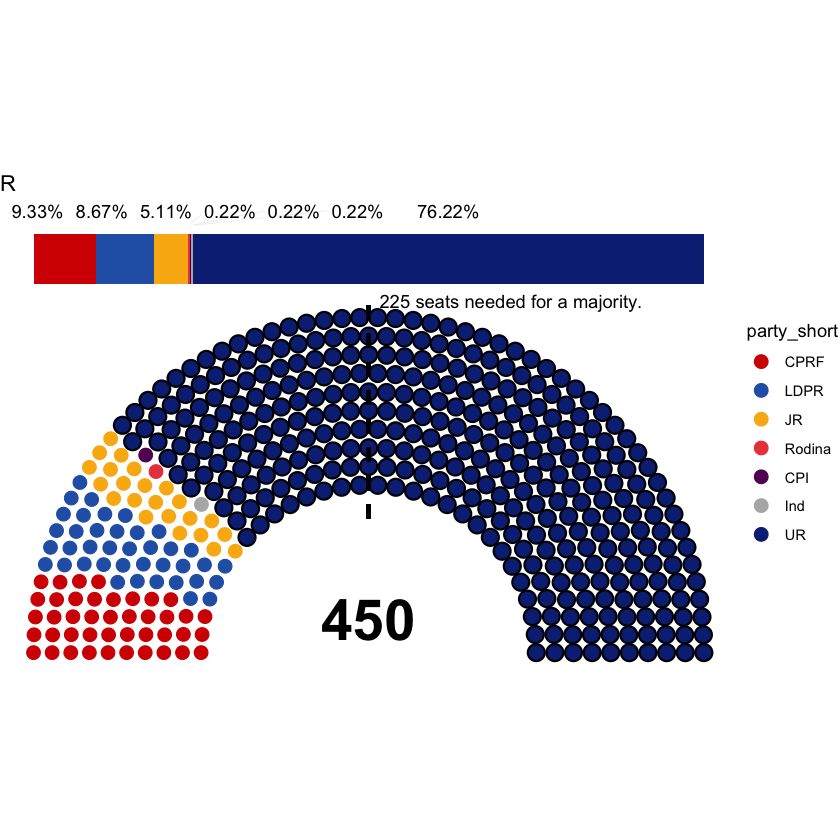 R
9.33% 8.67% 5.11% 0.22% 0.22% 0.22% 76.22%
225 seats needed for a majority.
party_short
CPRF
LDPR
JR
Rodina
CPI
Ind
UR
450